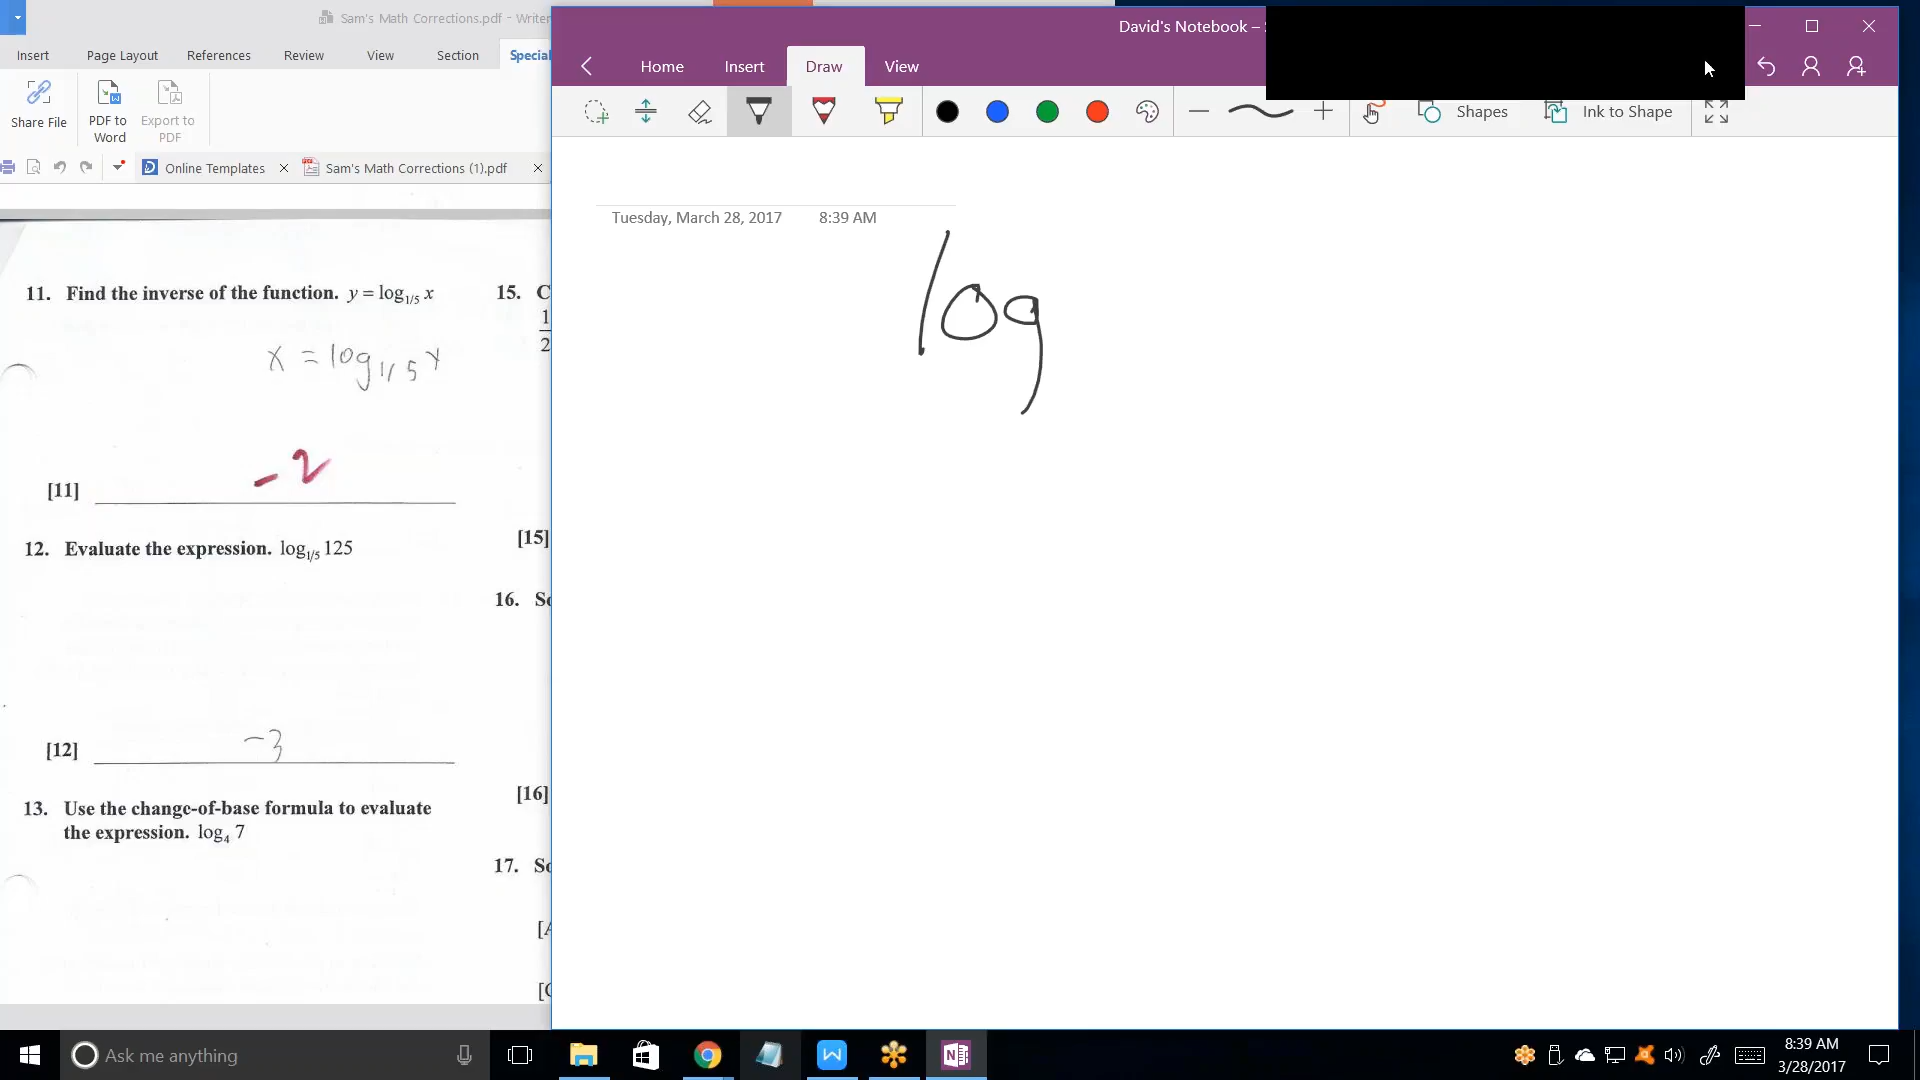 Sam's Math Corrections.pdf - Writer
David's Notebook –
Insert Page Layout References Review View Section Special
Home Insert Draw View
Share File PDF to Word Export to PDF
Shapes Ink to Shape
Online Templates Sam's Math Corrections (1).pdf
Tuesday, March 28, 2017 8:39 AM
log
11. Find the inverse of the function. y = log1/5 x
x = log1/5 y
[11] - 2
12. Evaluate the expression. log1/5 125
[12] -3
13. Use the change-of-base formula to evaluate
the expression. log4 7
15. C
1
2
[15]
16. So
[16]
17. So
[A
[C
Ask me anything
8:39 AM
3/28/2017